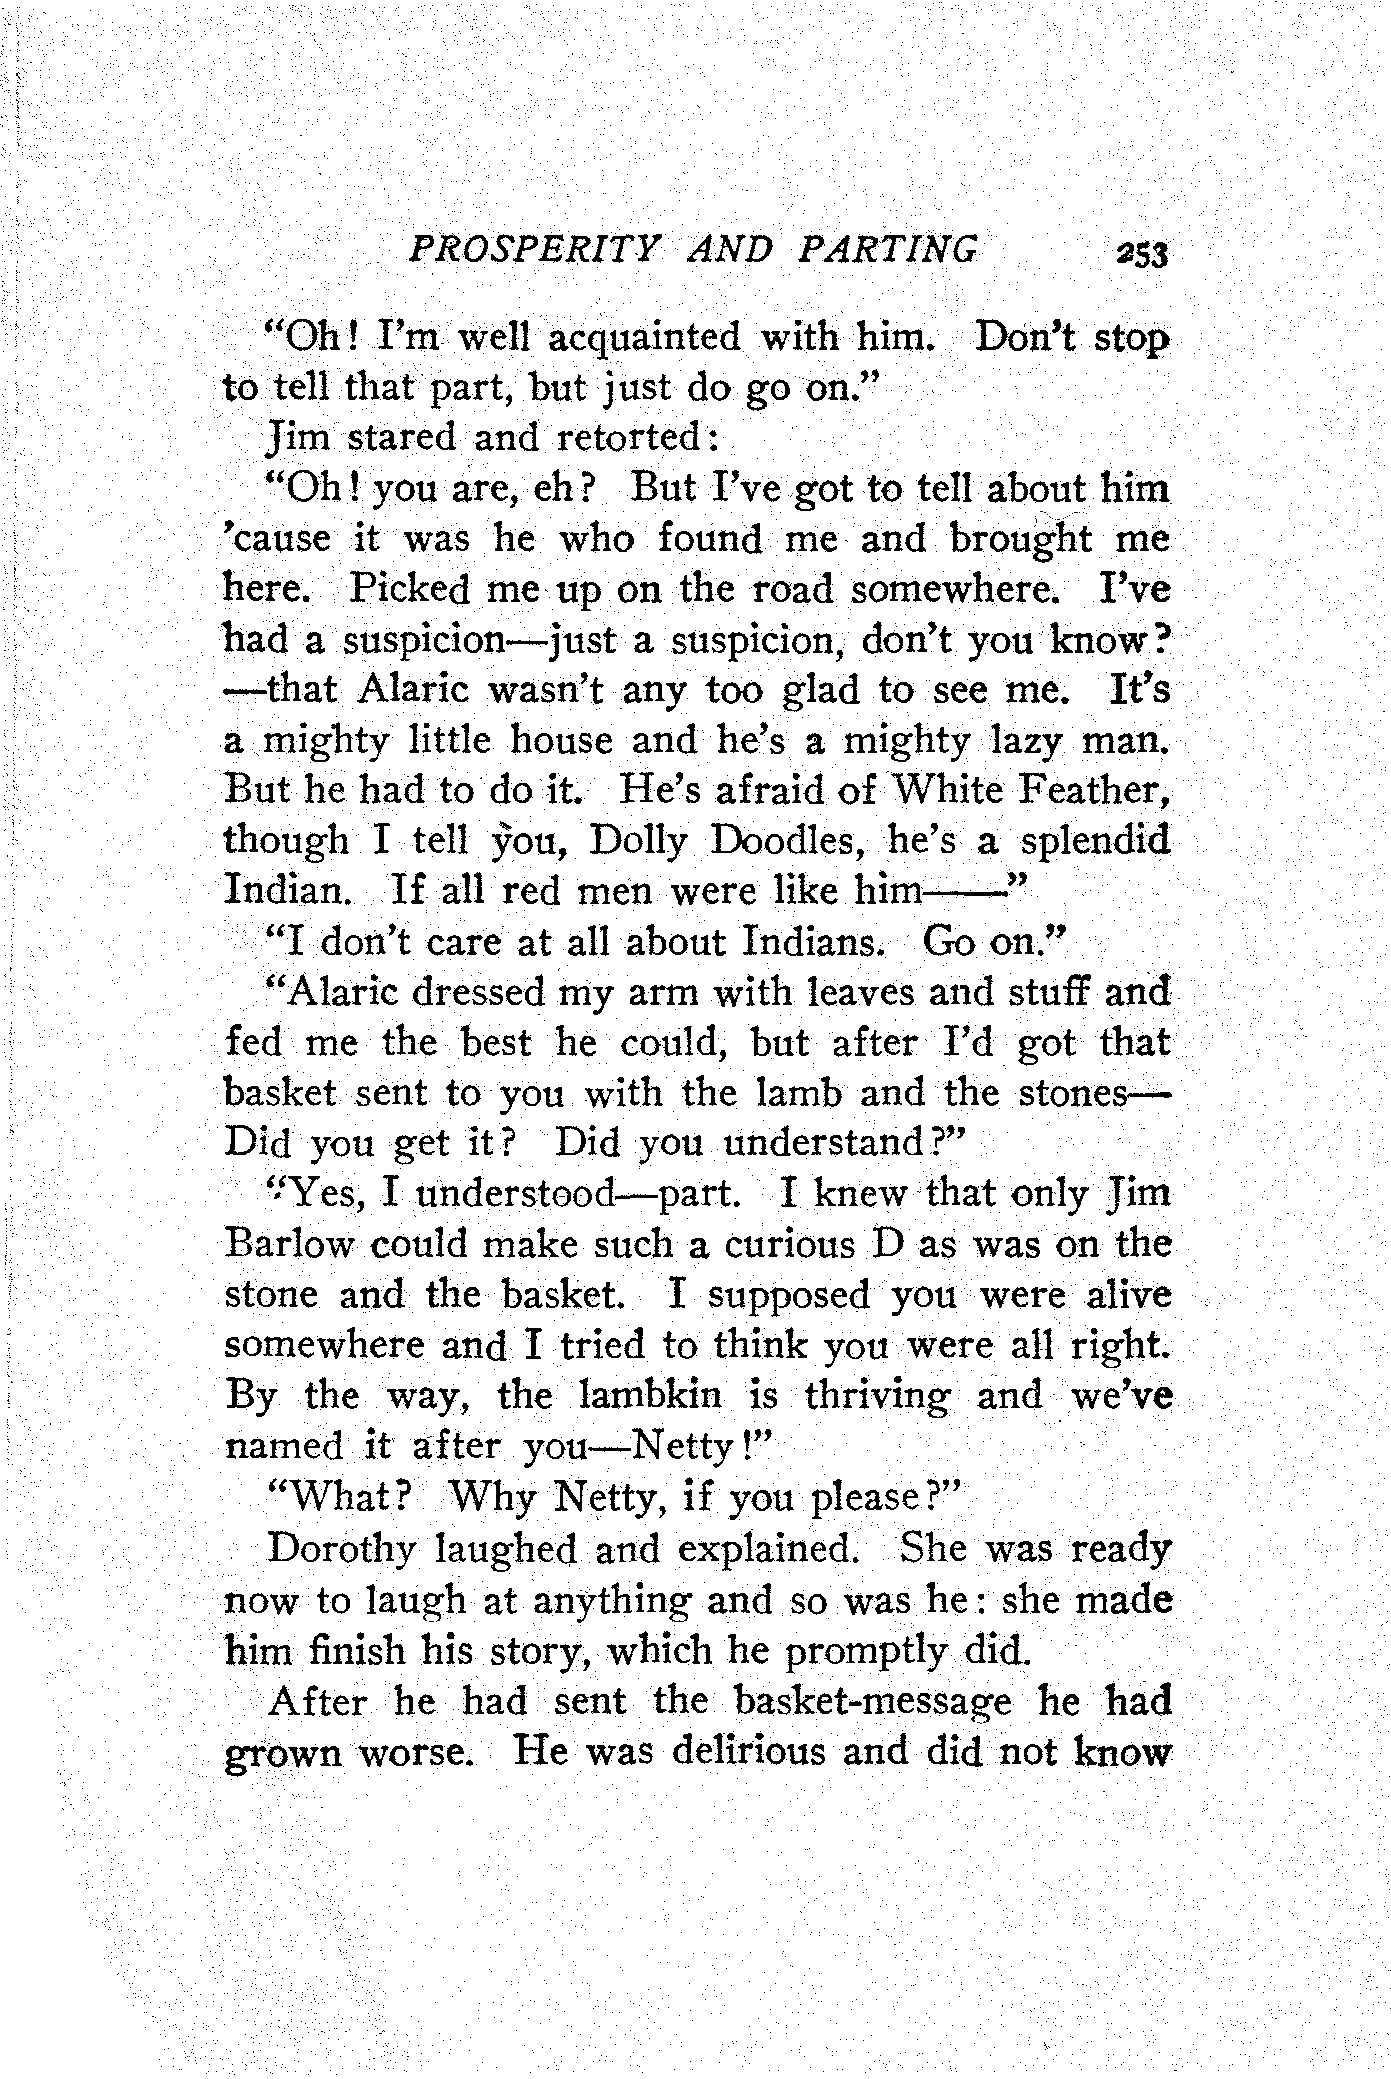 PROSPERITY AND PARTING 253
“Oh! I’m well acquainted with him. Don’t stop
to tell that part, but just do go on.”
Jim stared and retorted:
“Oh! you are, eh? But I’ve got to tell about him
’cause it was he who found me and brought me
here. Picked me up on the road somewhere. I’ve
had a suspicion—just a suspicion, don’t you know?
—that Alaric wasn’t any too glad to see me. It’s
a mighty little house and he’s a mighty lazy man.
But he had to do it. He’s afraid of White Feather,
though I tell you, Dolly Doodles, he’s a splendid
Indian. If all red men were like him——”
“I don’t care at all about Indians. Go on.”
“Alaric dressed my arm with leaves and stuff and
fed me the best he could, but after I’d got that
basket sent to you with the lamb and the stones—
Did you get it? Did you understand?”
“Yes, I understood—part. I knew that only Jim
Barlow could make such a curious D as was on the
stone and the basket. I supposed you were alive
somewhere and I tried to think you were all right.
By the way, the lambkin is thriving and we’ve
named it after you—Netty!”
“What? Why Netty, if you please?”
Dorothy laughed and explained. She was ready
now to laugh at anything and so was he: she made
him finish his story, which he promptly did.
After he had sent the basket-message he had
grown worse. He was delirious and did not know